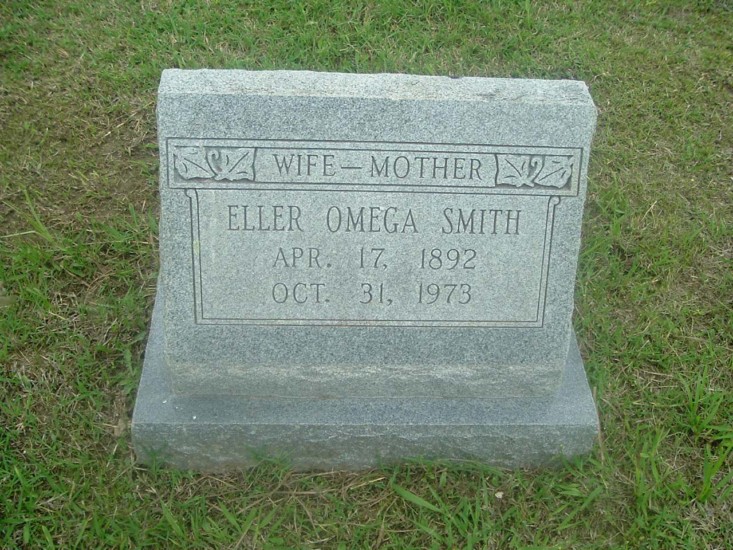 WIFE—MOTHER
ELLER OMEGA SMITH
APR. 17, 1892
OCT. 31, 1973